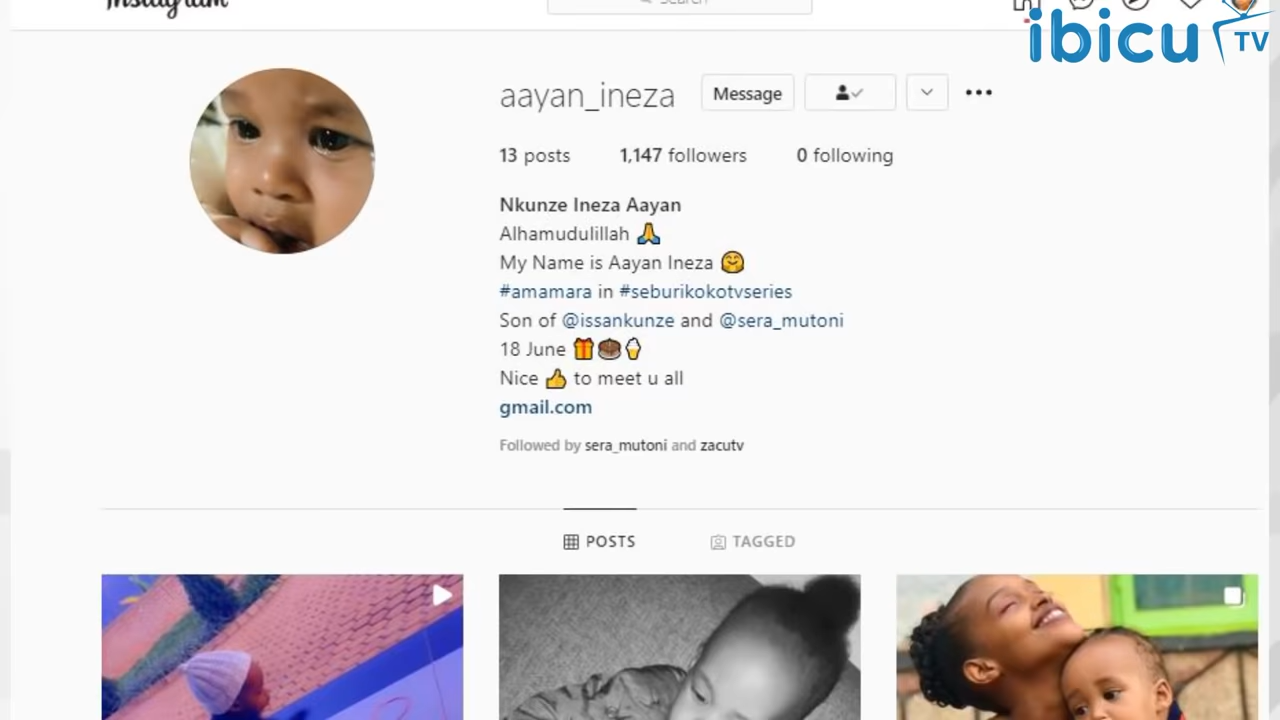 Instagram
Search
ibicu TV
aayan_ineza
Message
13 posts 1,147 followers 0 following
Nkunze Ineza Aayan
Alhamudulillah 🙏
My Name is Aayan Ineza 🤗
#amamara in #seburikokotvseries
Son of @issankunze and @sera_mutoni
18 June 🎁🎂🍦
Nice 👍 to meet u all
gmail.com
Followed by sera_mutoni and zacutv
POSTS TAGGED